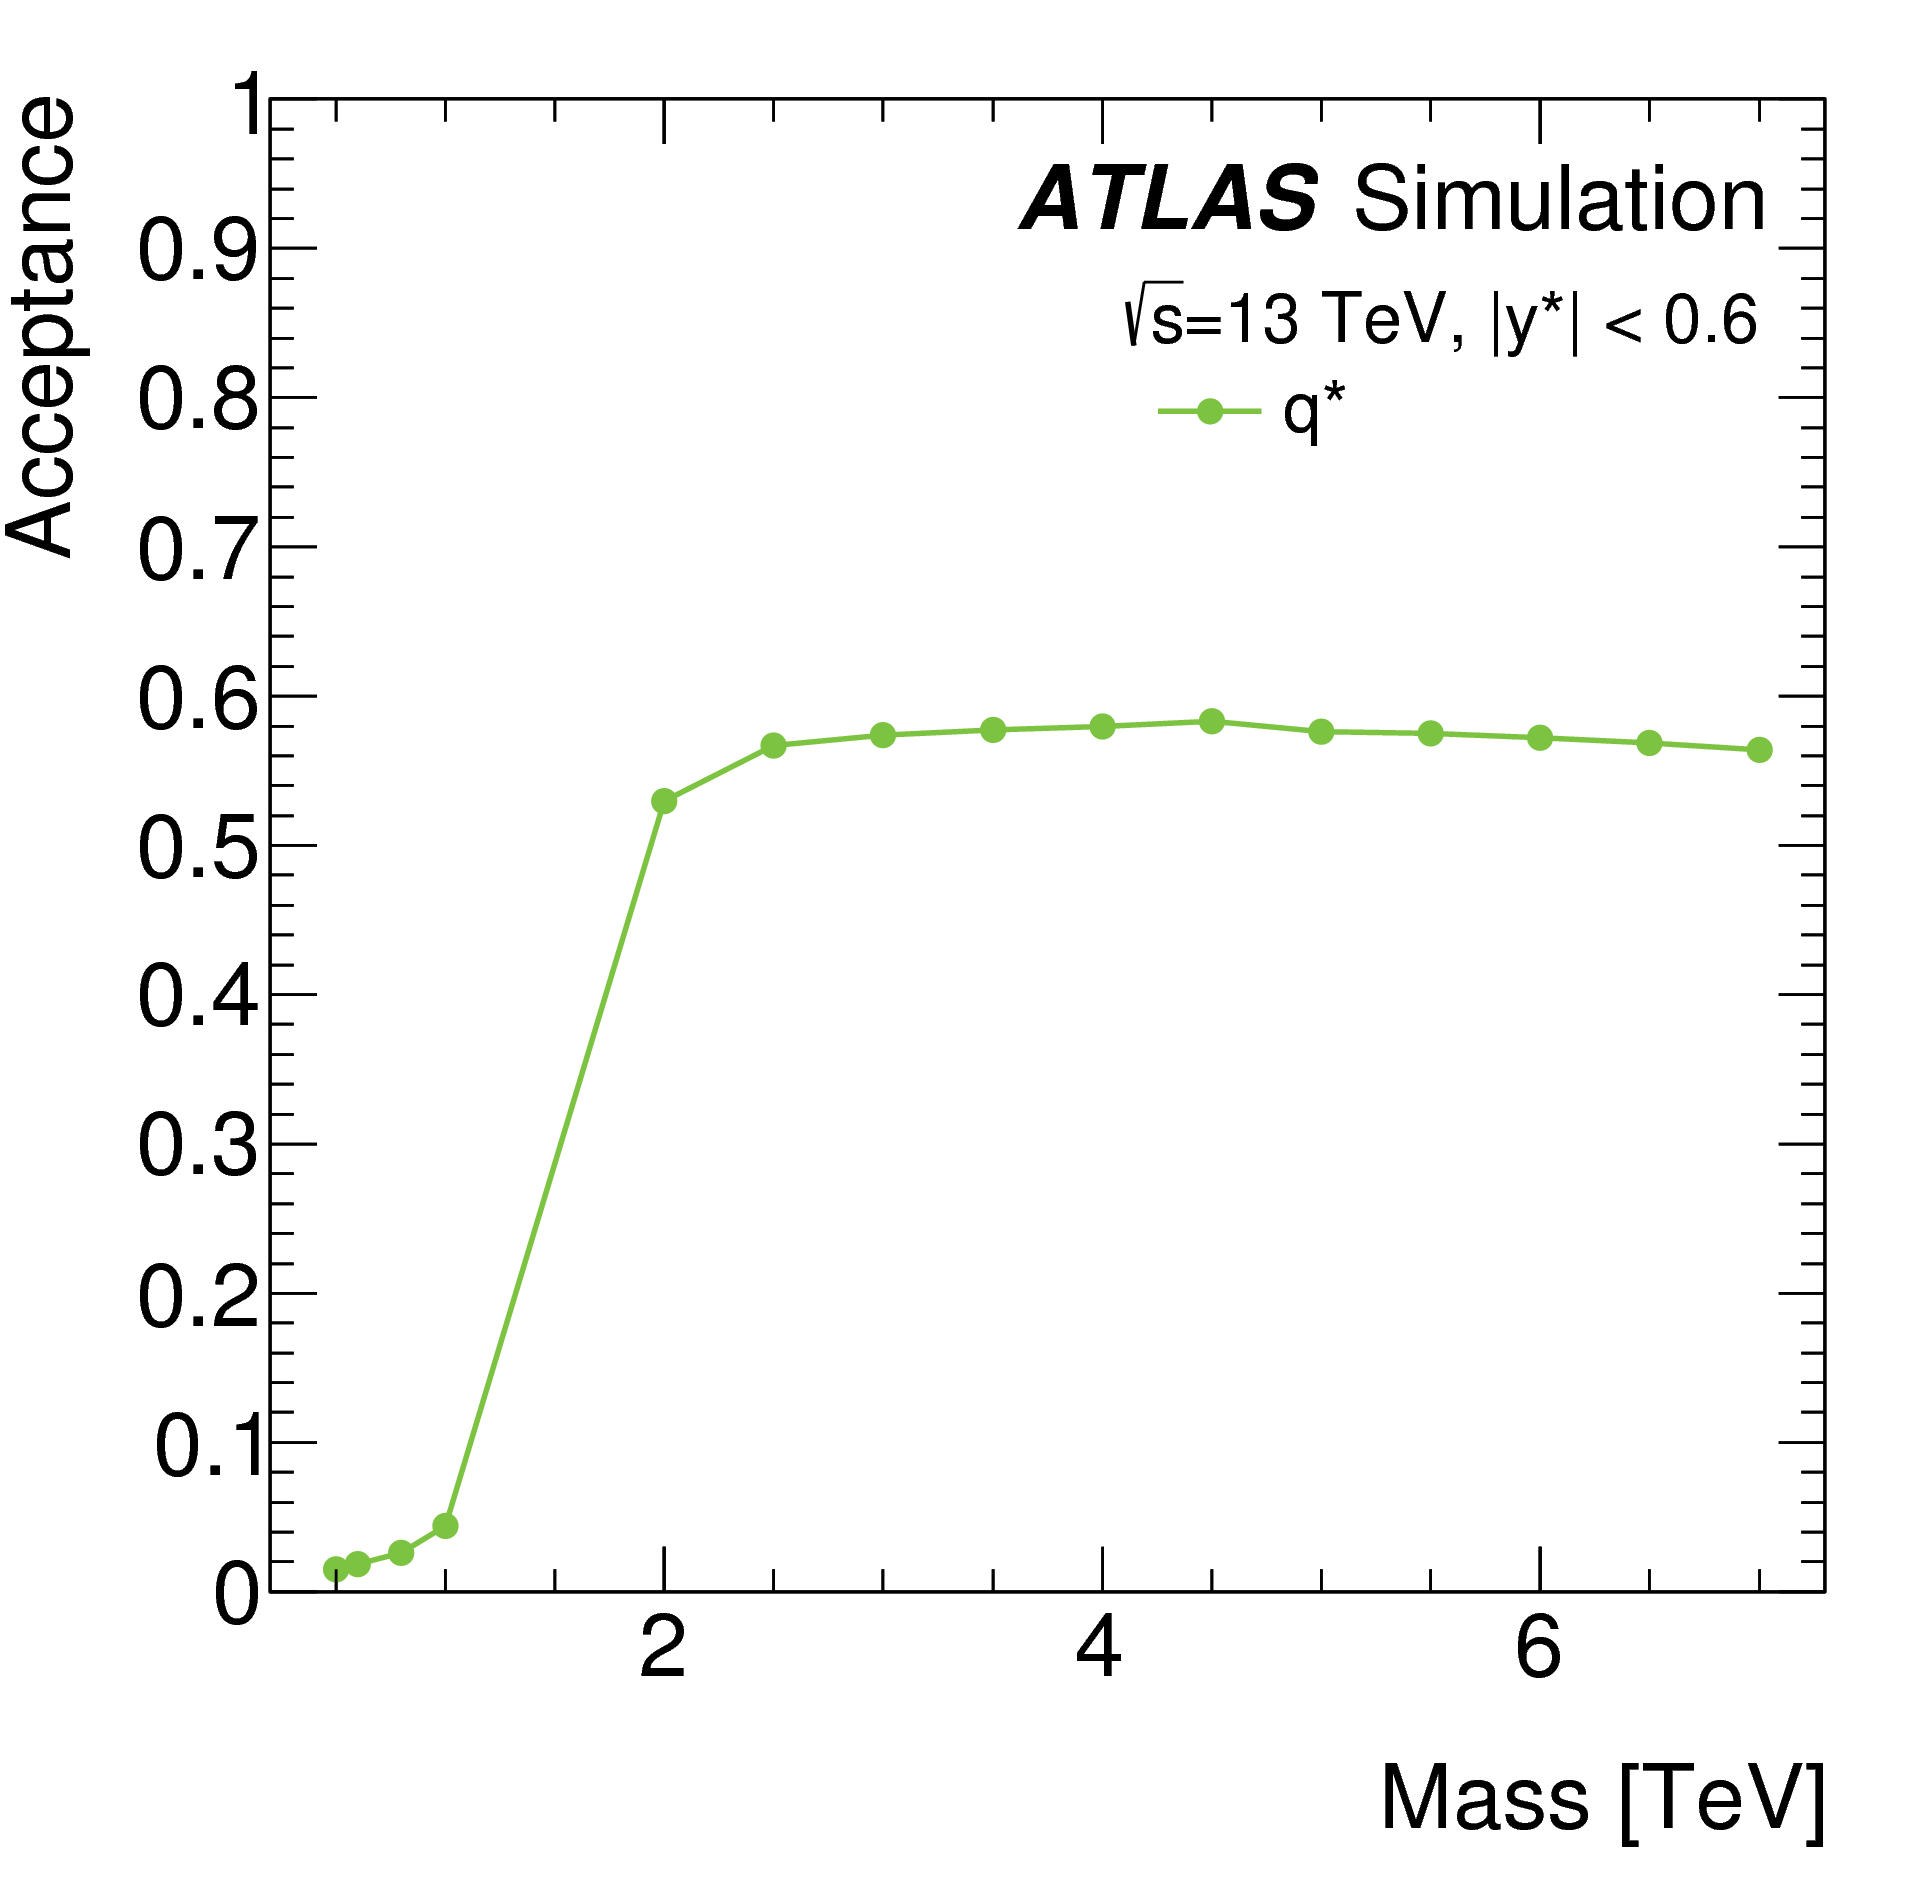 Acceptance
1
0.9
0.8
0.7
0.6
0.5
0.4
0.3
0.2
0.1
0
ATLAS Simulation
√s=13 TeV, |y*| < 0.6
q*
2 4 6
Mass [TeV]